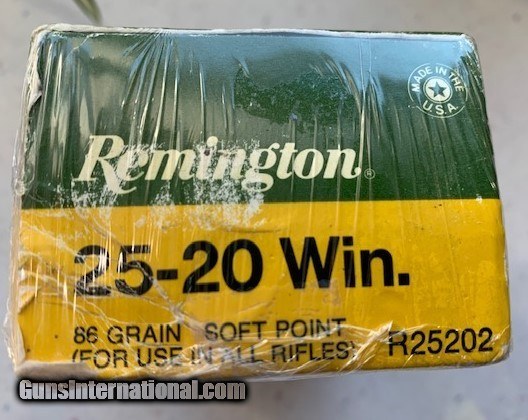 MADE IN THE
U.S.A.
Remington®
25-20 Win.
86 GRAIN SOFT POINT
(FOR USE IN ALL RIFLES) R25202
GunsInternational.com®